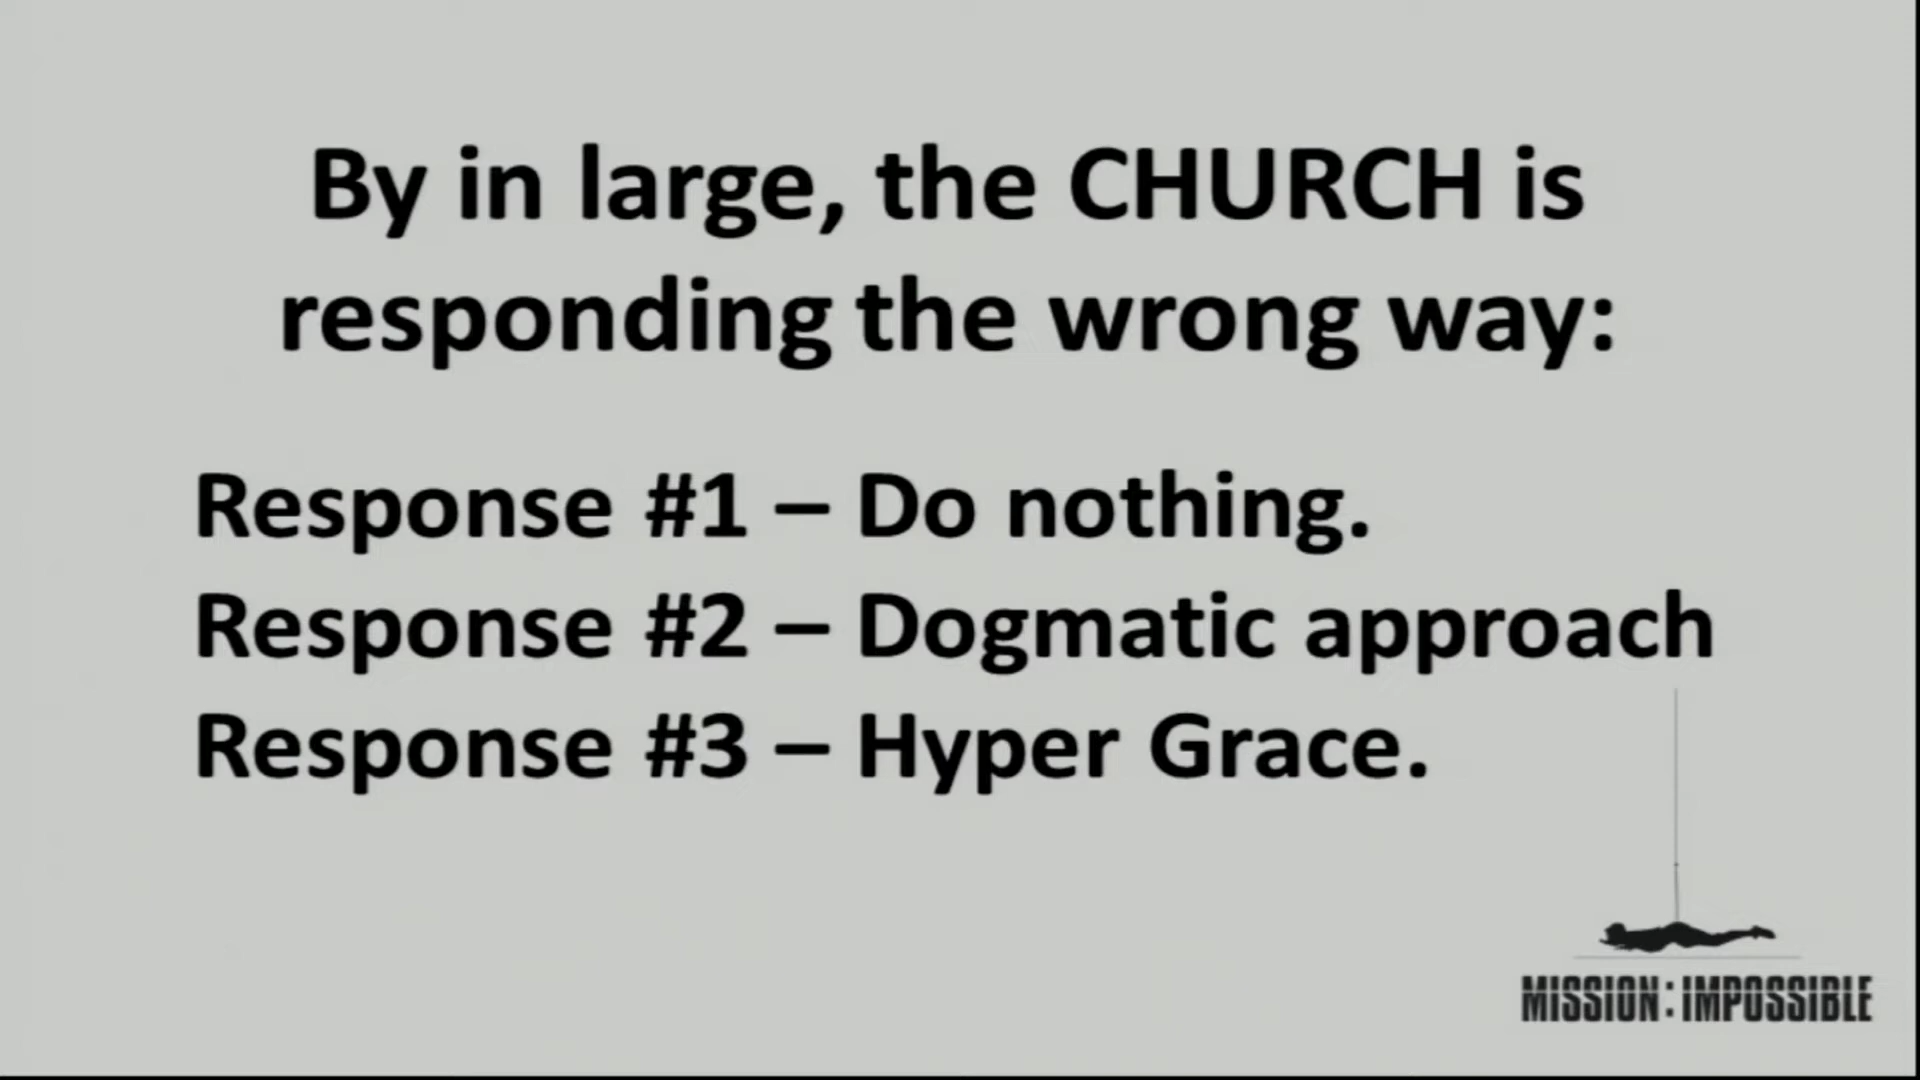 By in large, the CHURCH is
responding the wrong way:
Response #1 – Do nothing.
Response #2 – Dogmatic approach
Response #3 – Hyper Grace.
MISSION:IMPOSSIBLE